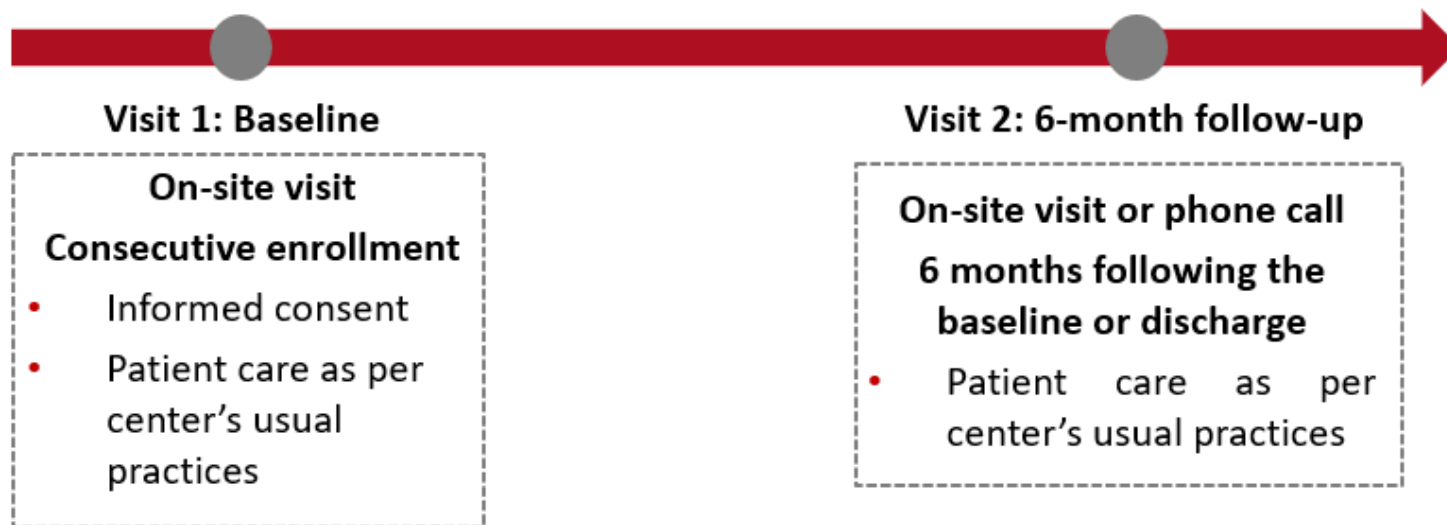 Visit 1: Baseline
On-site visit
Consecutive enrollment
• Informed consent
• Patient care as per
center’s usual
practices
Visit 2: 6-month follow-up
On-site visit or phone call
6 months following the
baseline or discharge
• Patient care as per
center’s usual practices